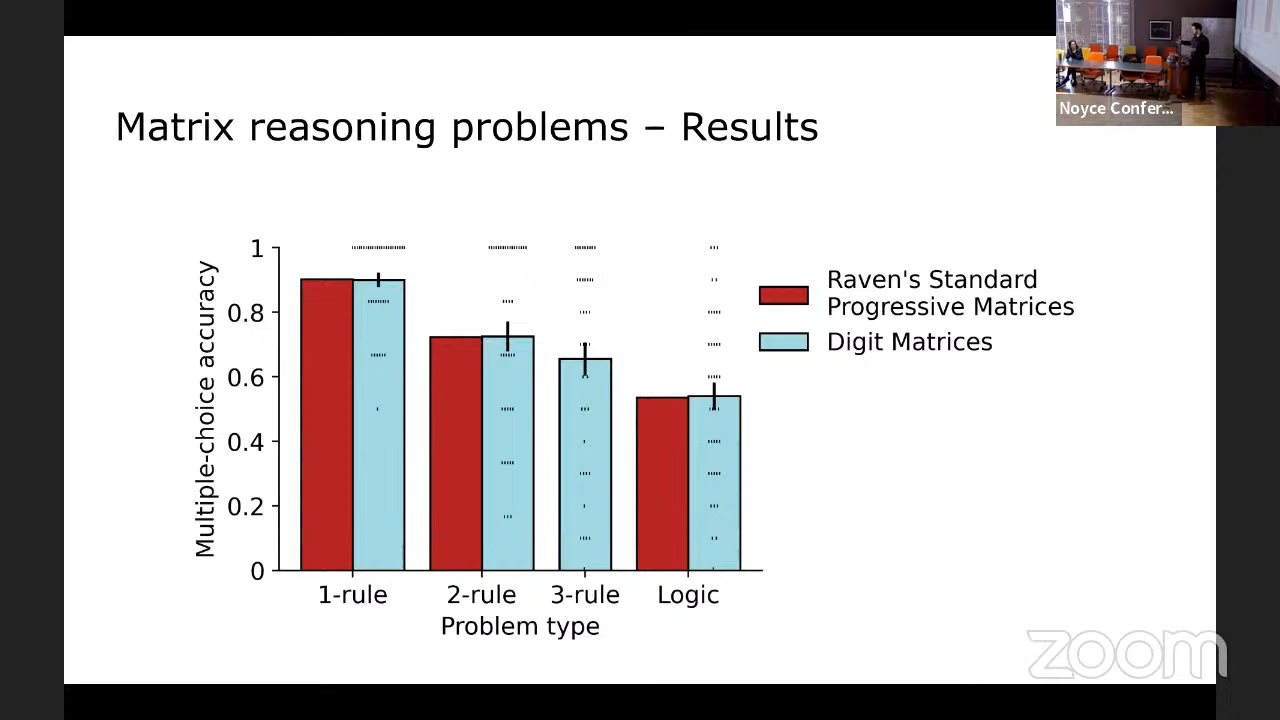 Noyce Confer...
Matrix reasoning problems – Results
Multiple-choice accuracy
1
0.8
0.6
0.4
0.2
0
1-rule
2-rule
3-rule
Logic
Problem type
Raven's Standard
Progressive Matrices
Digit Matrices
zoom